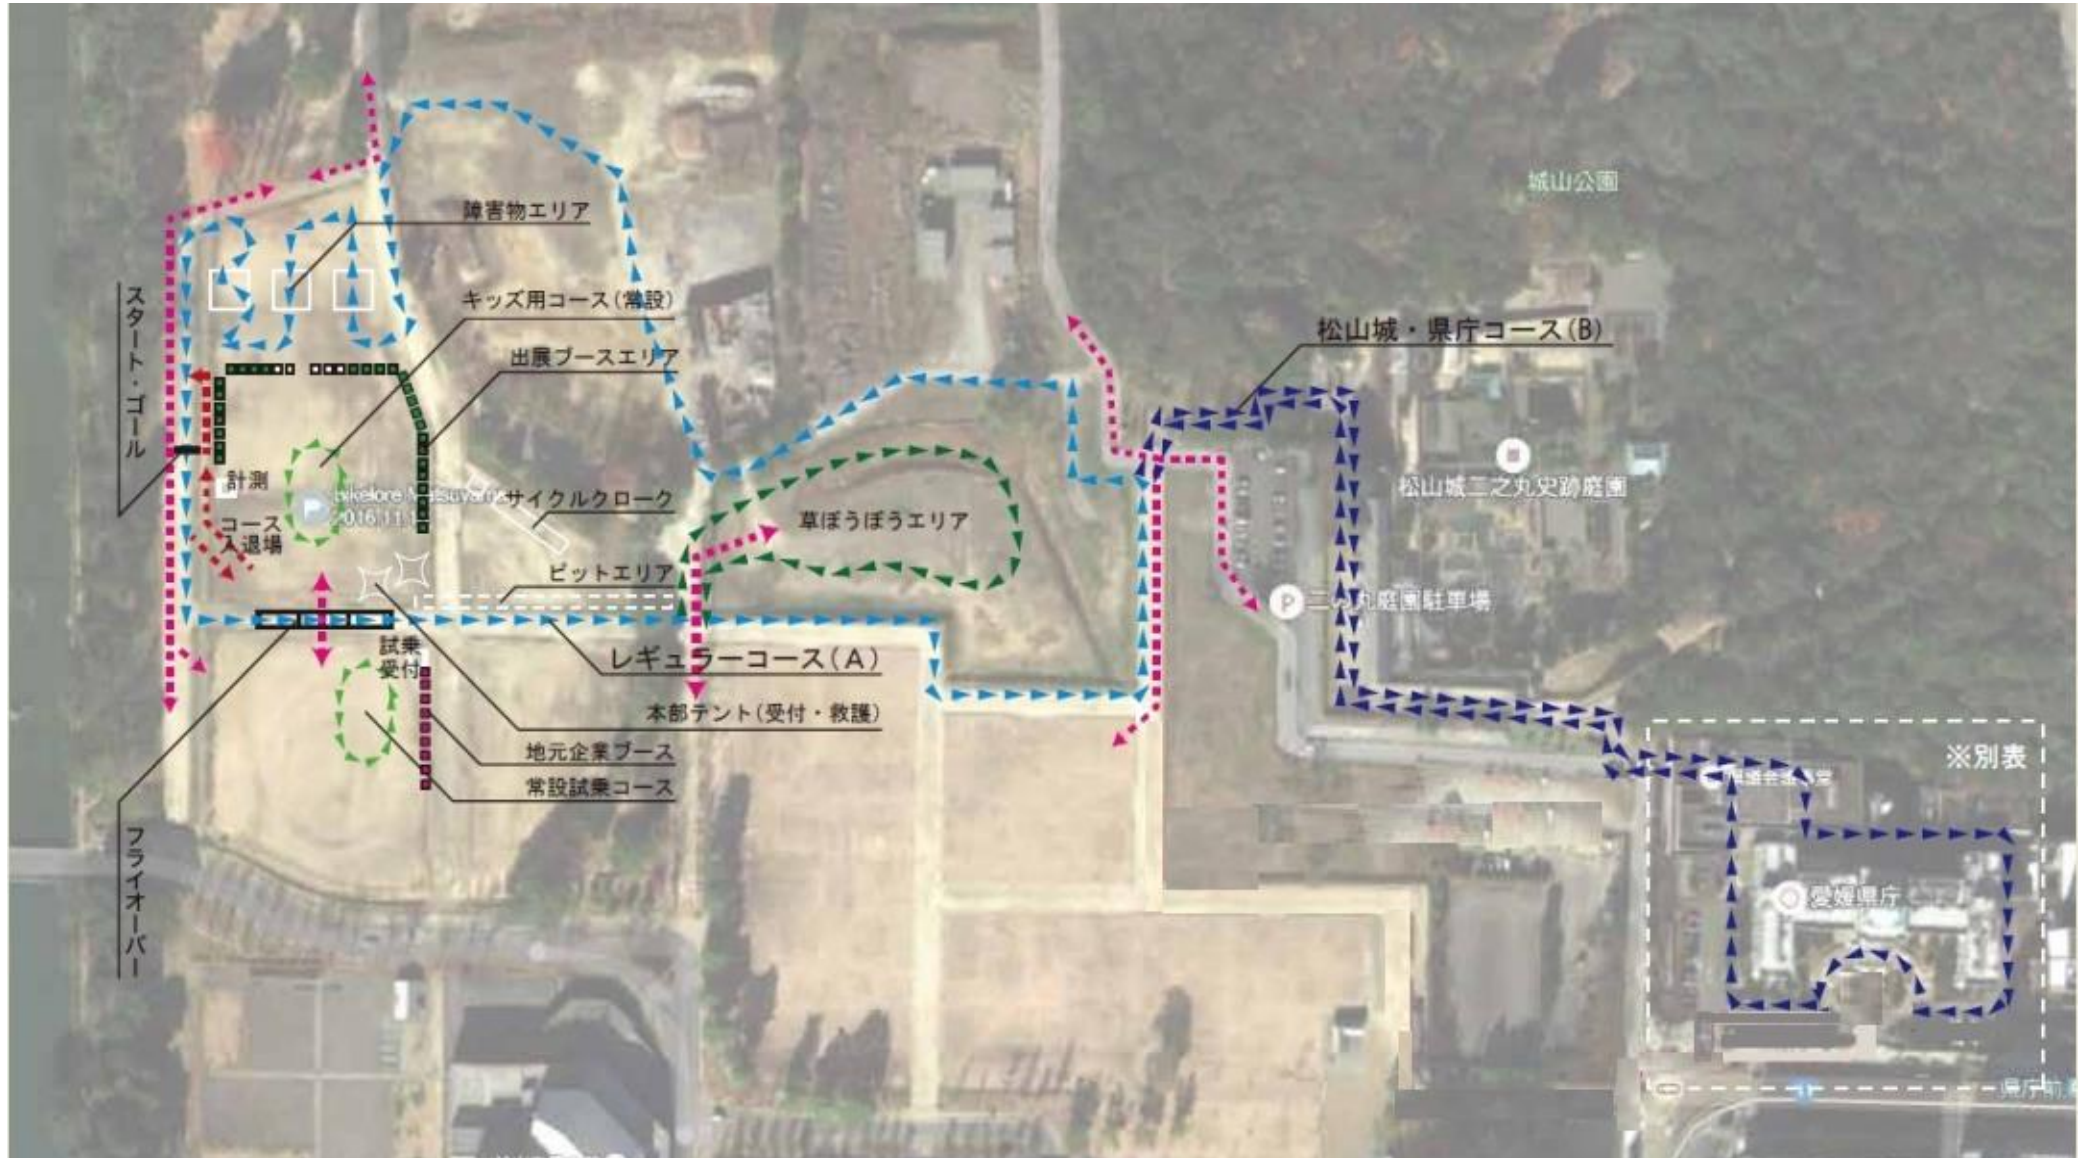 城山公園
障害物エリア
スタート・ゴール
キッズ用コース(常設)
松山城・県庁コース(B)
出展ブースエリア
計測
松山城二之丸史跡庭園
サイクルクローク
コース
入退場
草ぼうぼうエリア
ピットエリア
P
二の丸庭園駐車場
試乗
受付
レギュラーコース(A)
本部テント(受付・救護)
地元企業ブース
常設試乗コース
※別表
フライオーバー
愛媛県庁
県庁前